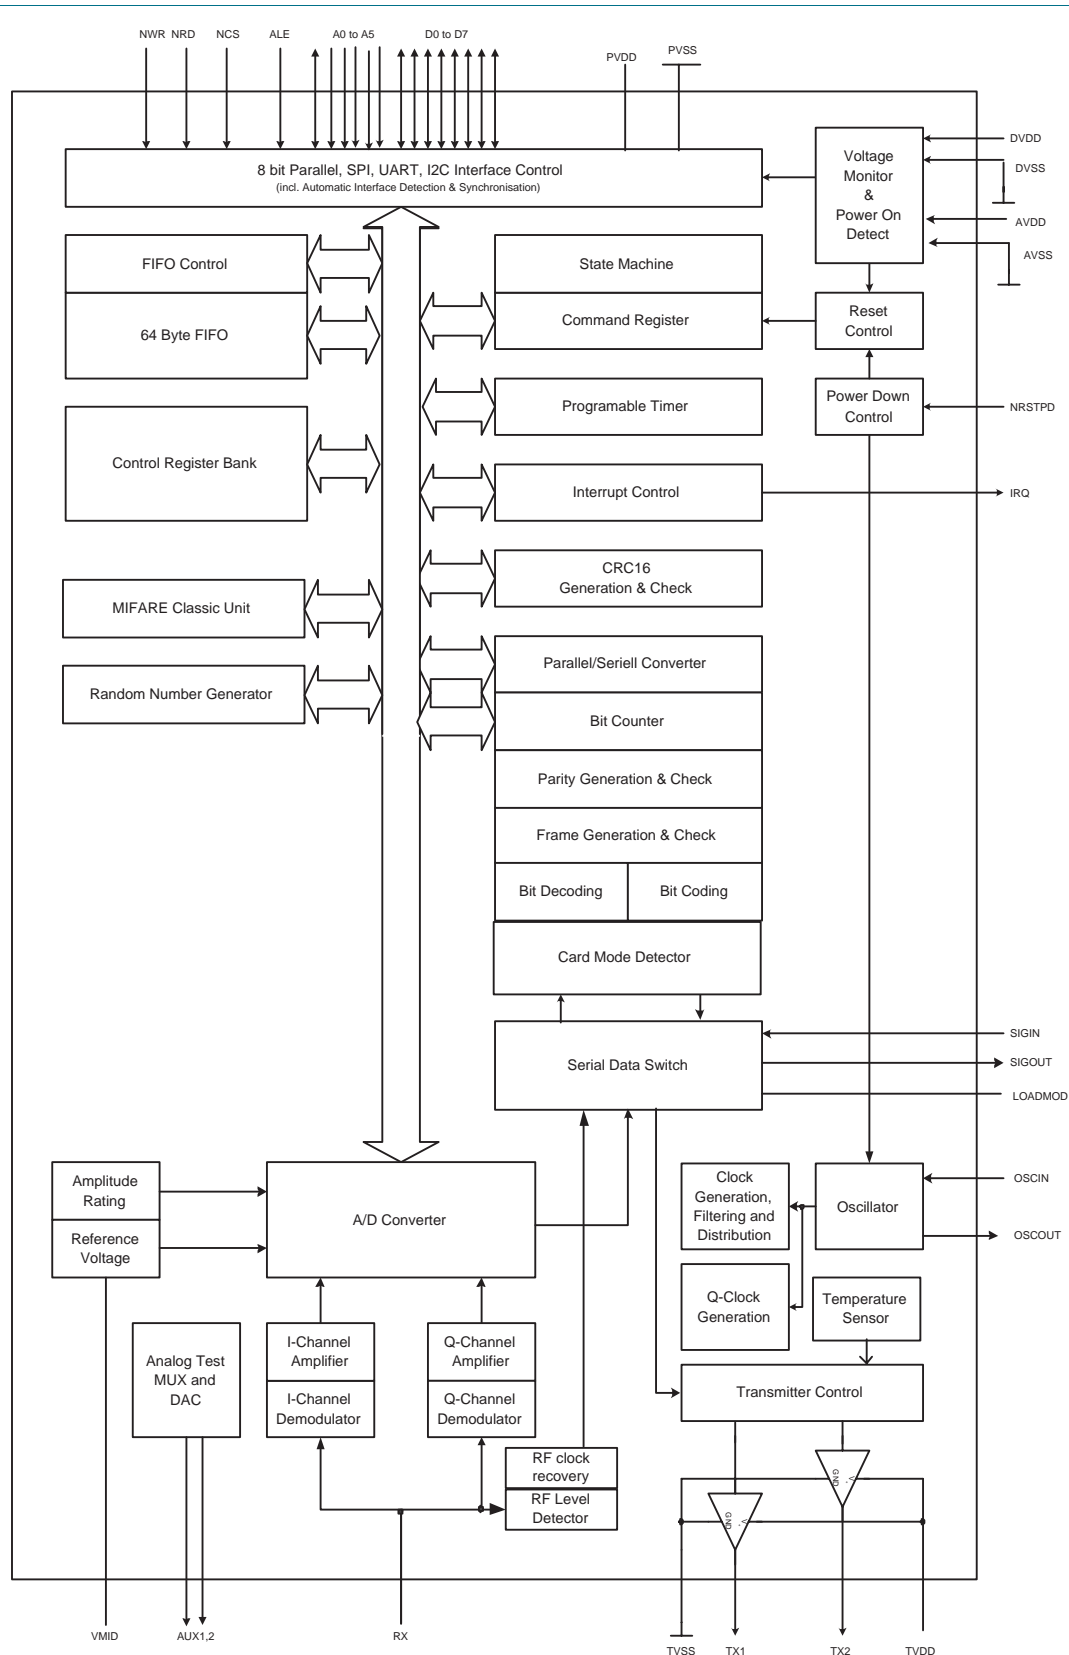 NWR NRD NCS ALE A0 to A5 D0 to D7
PVDD
PVSS
8 bit Parallel, SPI, UART, I2C Interface Control
(incl. Automatic Interface Detection & Synchronisation)
Voltage
Monitor
&
Power On
Detect
DVDD
DVSS
AVDD
AVSS
FIFO Control
64 Byte FIFO
State Machine
Command Register
Reset
Control
Control Register Bank
Programable Timer
Power Down
Control
NRSTPD
Interrupt Control
IRQ
CRC16
Generation & Check
MIFARE Classic Unit
Random Number Generator
Parallel/Seriell Converter
Bit Counter
Parity Generation & Check
Frame Generation & Check
Bit Decoding
Bit Coding
Card Mode Detector
Serial Data Switch
SIGIN
SIGOUT
LOADMOD
Amplitude
Rating
Reference
Voltage
A/D Converter
Clock
Generation,
Filtering and
Distribution
Oscillator
OSCIN
OSCOUT
Q-Clock
Generation
Temperature
Sensor
Analog Test
MUX and
DAC
I-Channel
Amplifier
I-Channel
Demodulator
Q-Channel
Amplifier
Q-Channel
Demodulator
Transmitter Control
RF clock
recovery
RF Level
Detector
GND
V+
GND
V+
VMID
AUX1,2
RX
TVSS
TX1
TX2
TVDD